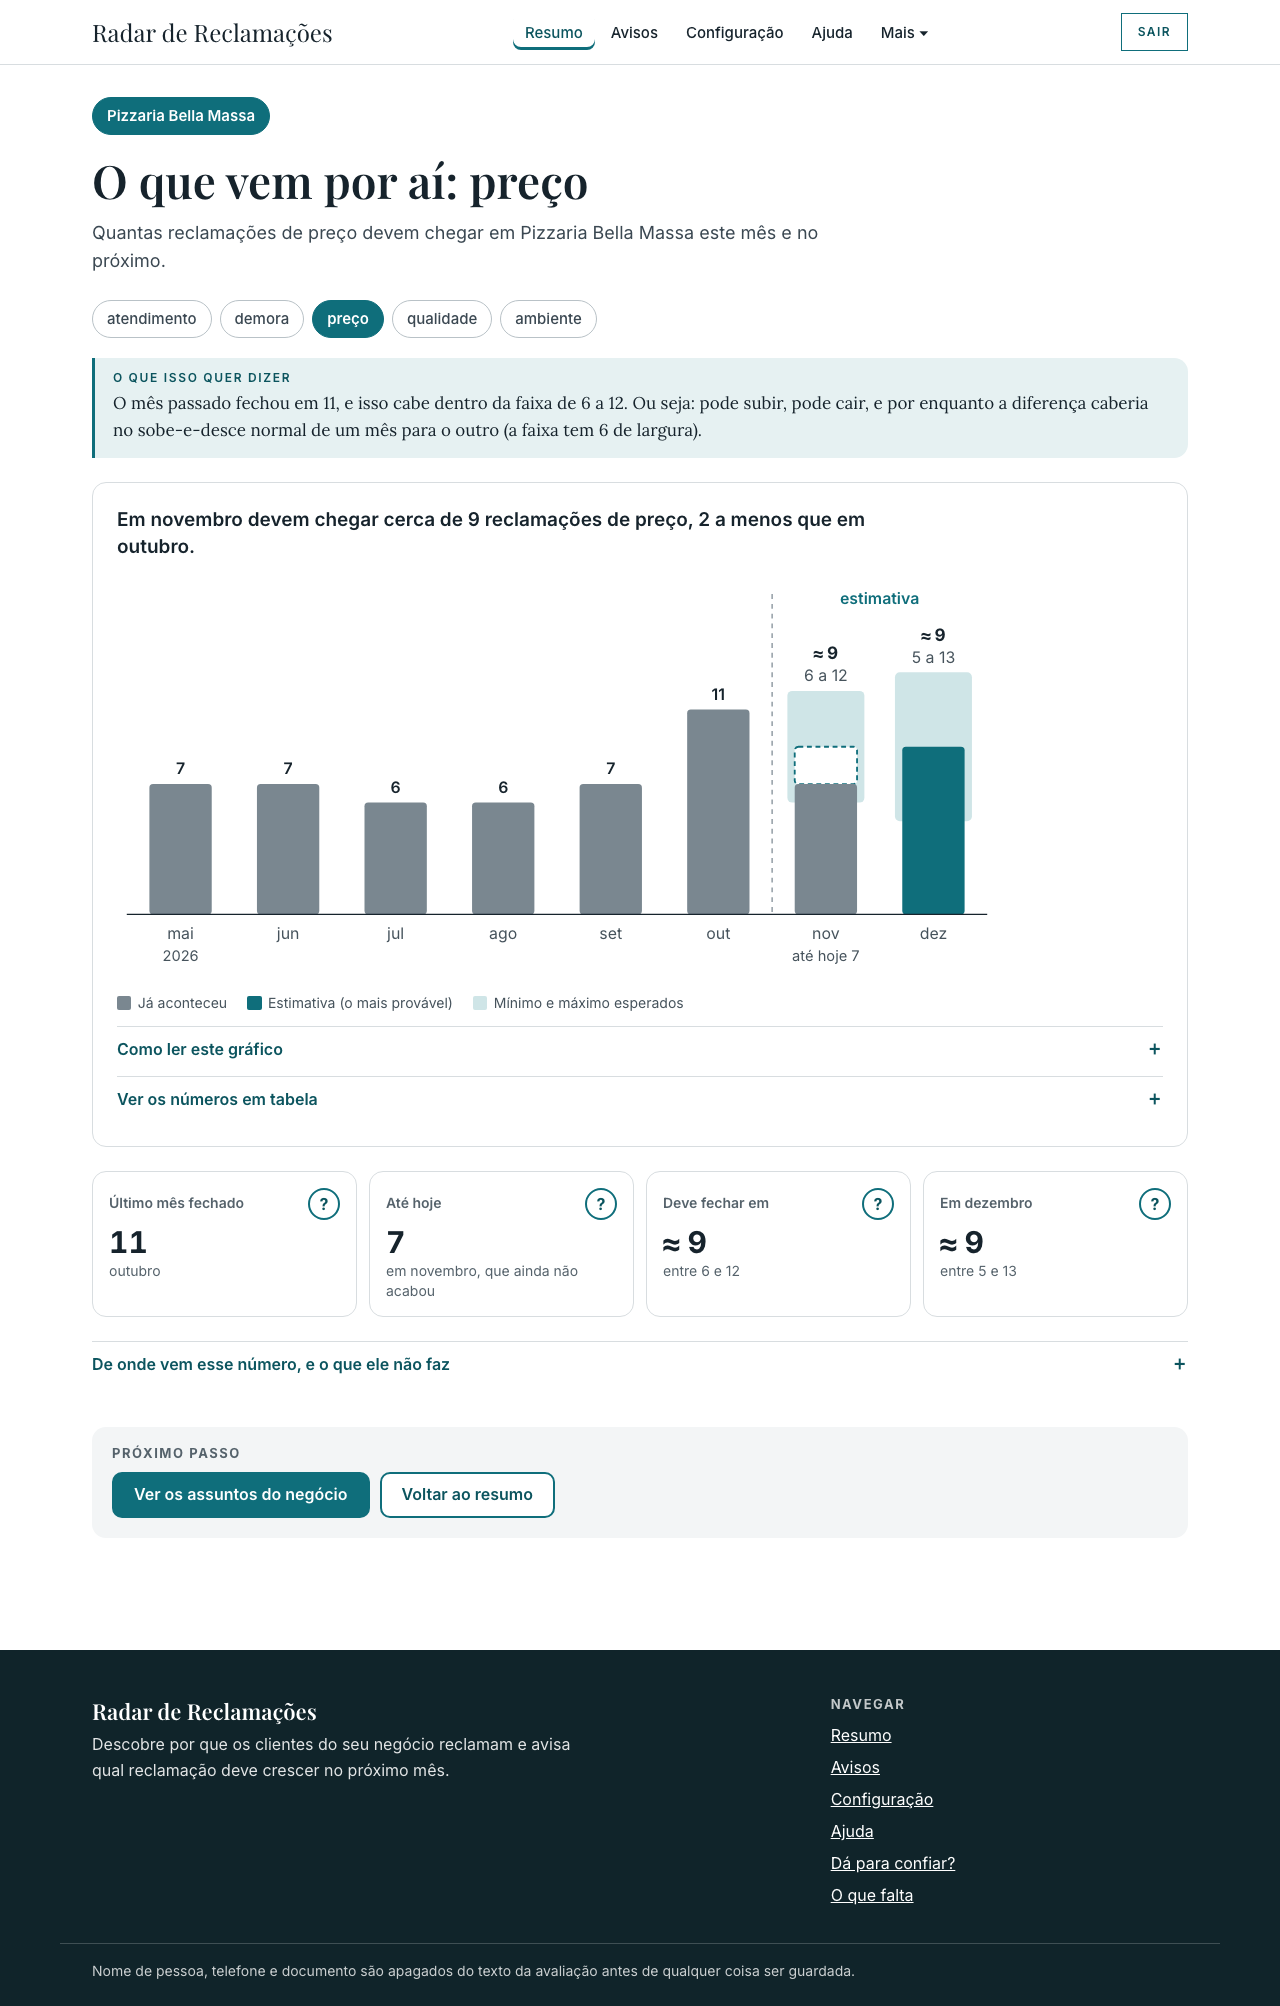 Radar de Reclamações
Resumo
Avisos
Configuração
Ajuda
Mais
SAIR
Pizzaria Bella Massa
O que vem por aí: preço
Quantas reclamações de preço devem chegar em Pizzaria Bella Massa este mês e no
próximo.
atendimento
demora
preço
qualidade
ambiente
O QUE ISSO QUER DIZER
O mês passado fechou em 11, e isso cabe dentro da faixa de 6 a 12. Ou seja: pode subir, pode cair, e por enquanto a diferença caberia
no sobe-e-desce normal de um mês para o outro (a faixa tem 6 de largura).
Em novembro devem chegar cerca de 9 reclamações de preço, 2 a menos que em
outubro.
estimativa
≈ 9
5 a 13
≈ 9
6 a 12
11
7
7
6
6
7
mai
jun
jul
ago
set
out
nov
dez
2026
até hoje 7
Já aconteceu
Estimativa (o mais provável)
Mínimo e máximo esperados
Como ler este gráfico
+
Ver os números em tabela
+
Último mês fechado
?
11
outubro
Até hoje
?
7
em novembro, que ainda não
acabou
Deve fechar em
?
≈ 9
entre 6 e 12
Em dezembro
?
≈ 9
entre 5 e 13
De onde vem esse número, e o que ele não faz
+
PRÓXIMO PASSO
Ver os assuntos do negócio
Voltar ao resumo
Radar de Reclamações
Descobre por que os clientes do seu negócio reclamam e avisa
qual reclamação deve crescer no próximo mês.
NAVEGAR
Resumo
Avisos
Configuração
Ajuda
Dá para confiar?
O que falta
Nome de pessoa, telefone e documento são apagados do texto da avaliação antes de qualquer coisa ser guardada.